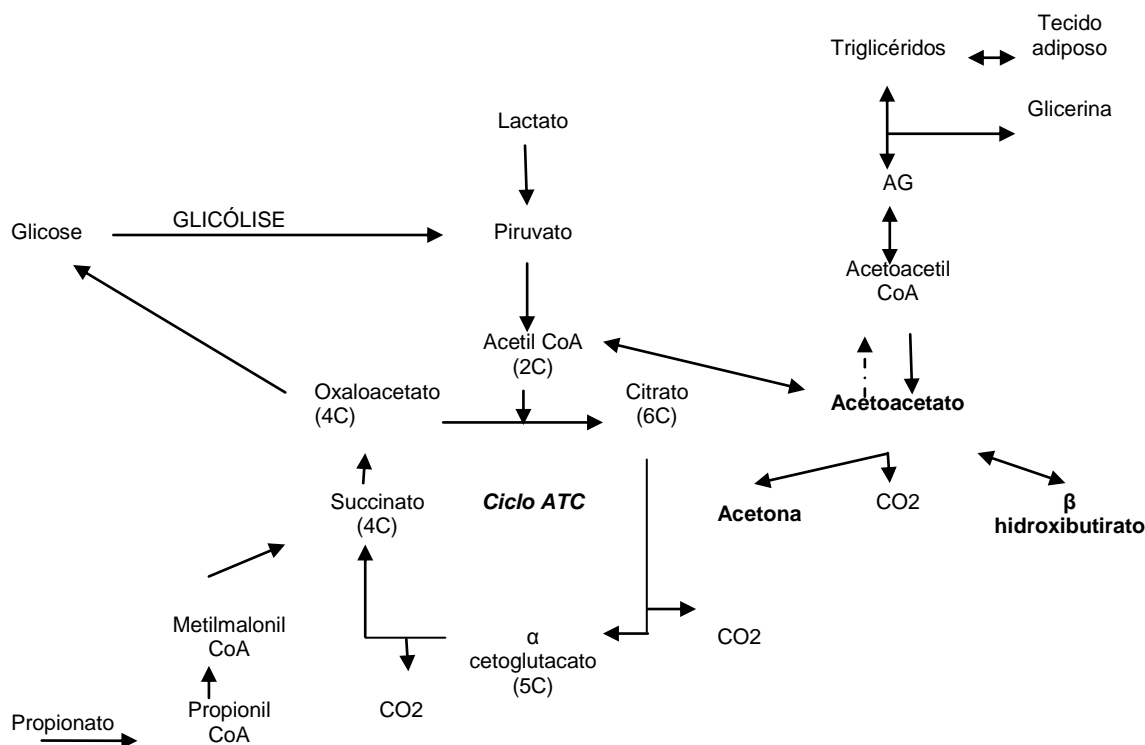 Triglicéridos
Tecido
adiposo
Glicerina
Lactato
AG
GLICÓLISE
Glicose
Piruvato
Acetoacetil
CoA
Acetil CoA
(2C)
Oxaloacetato
(4C)
Citrato
(6C)
Acetoacetato
Succinato
(4C)
Ciclo ATC
Acetona
CO2
β
hidroxibutirato
Metilmalonil
CoA
α
cetoglutacato
(5C)
CO2
Propionato
Propionil
CoA
CO2